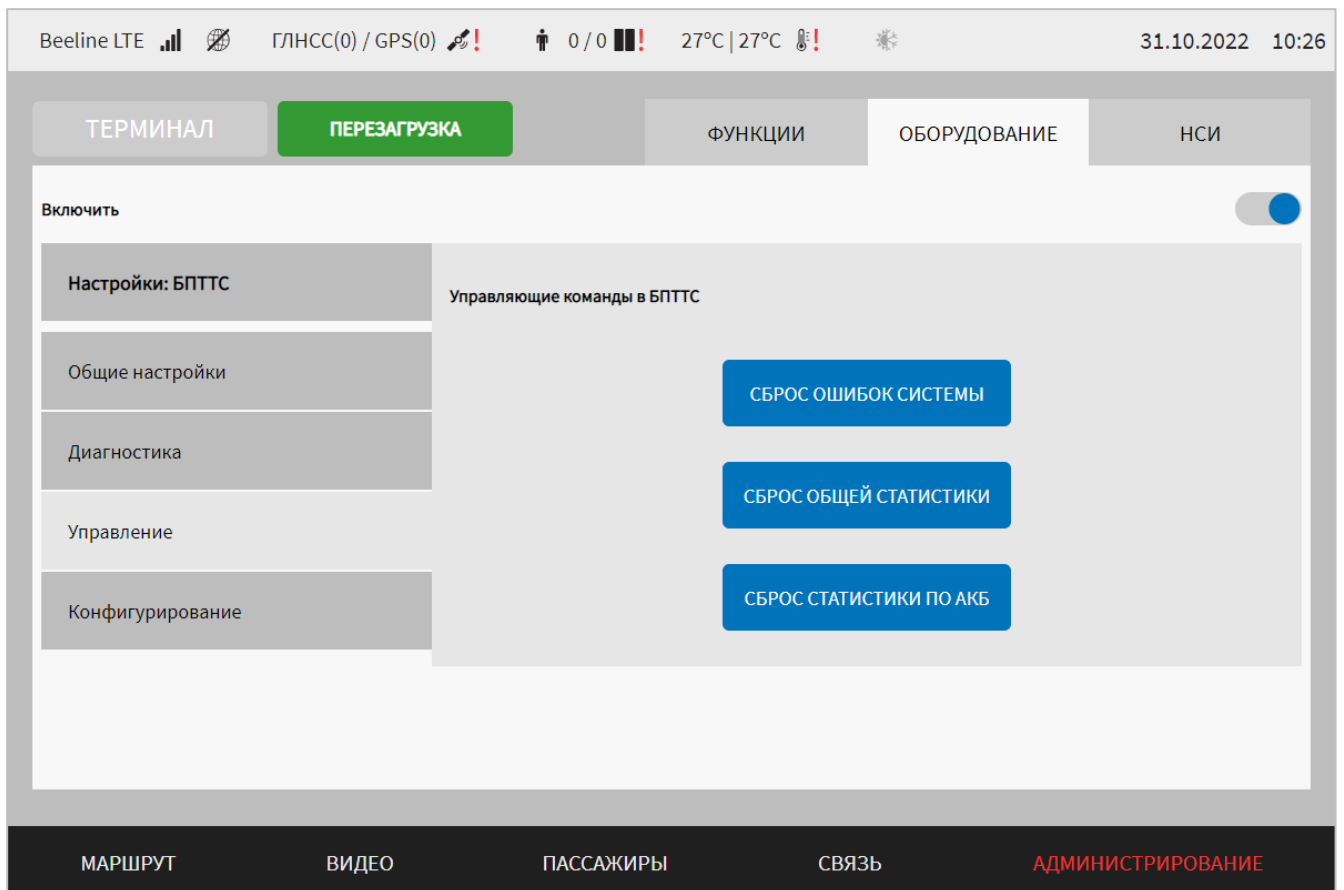 Beeline LTE ГЛНСС(0) / GPS(0) ! 0 / 0 ! 27°C | 27°C ! 31.10.2022 10:26
ТЕРМИНАЛ ПЕРЕЗАГРУЗКА ФУНКЦИИ ОБОРУДОВАНИЕ НСИ
Включить
Настройки: БПТТС
Управляющие команды в БПТТС
Общие настройки
СБРОС ОШИБОК СИСТЕМЫ
Диагностика
СБРОС ОБЩЕЙ СТАТИСТИКИ
Управление
СБРОС СТАТИСТИКИ ПО АКБ
Конфигурирование
МАРШРУТ ВИДЕО ПАССАЖИРЫ СВЯЗЬ АДМИНИСТРИРОВАНИЕ